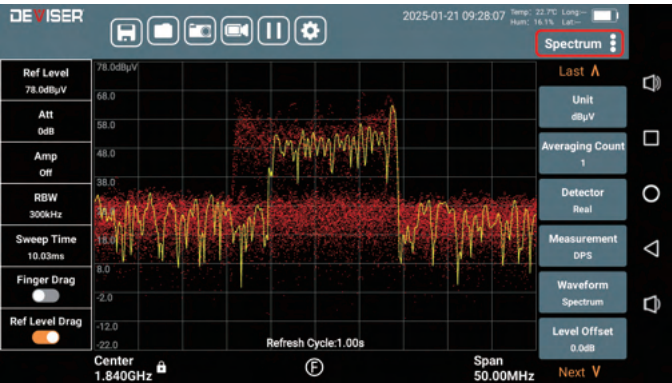 DEVISER
2025-01-21 09:28:07
Temp: 22.7°C Long:--
Hum: 16.1% Lat:--
Spectrum
Ref Level
78.0dBμV
Att
0dB
Amp
Off
RBW
300kHz
Sweep Time
10.03ms
Finger Drag
Ref Level Drag
78.0dBμV
68.0
58.0
48.0
38.0
18.0
8.0
-2.0
-12.0
-22.0
Refresh Cycle:1.00s
Center
1.840GHz
F
Span
50.00MHz
Last
Unit
dBμV
Averaging Count
1
Detector
Real
Measurement
DPS
Waveform
Spectrum
Level Offset
0.0dB
Next